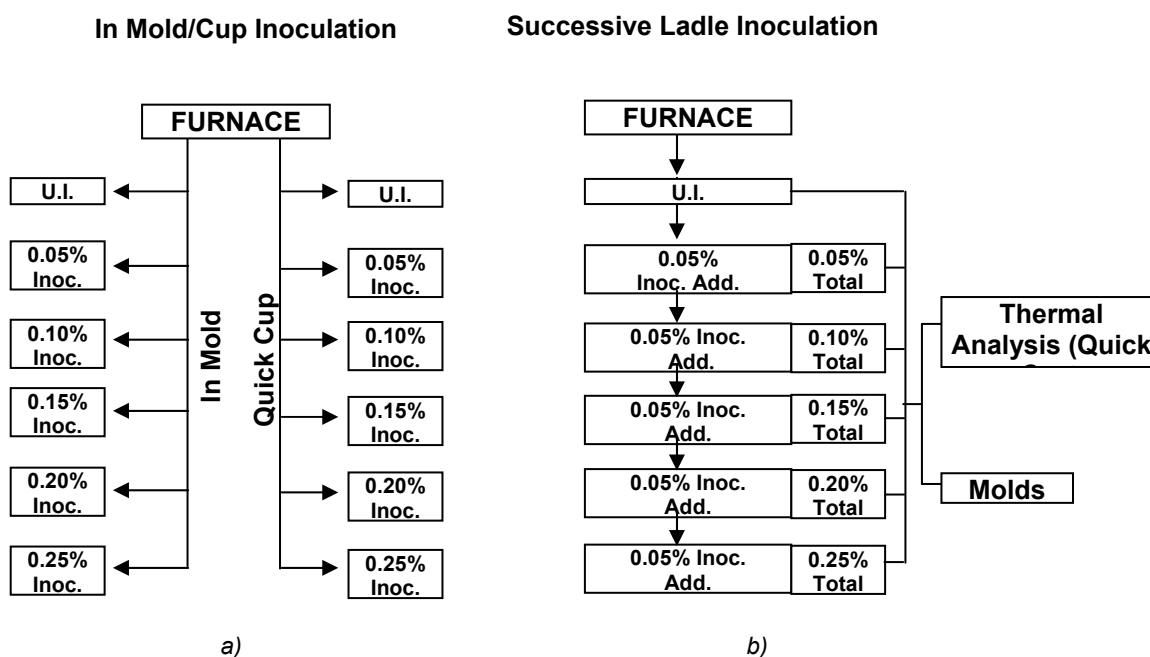 In Mold/Cup Inoculation
Successive Ladle Inoculation
FURNACE
U.I.
0.05%
Inoc.
0.10%
Inoc.
0.15%
Inoc.
0.20%
Inoc.
0.25%
Inoc.
In Mold
Quick Cup
U.I.
0.05%
Inoc.
0.10%
Inoc.
0.15%
Inoc.
0.20%
Inoc.
0.25%
Inoc.
a)
FURNACE
U.I.
0.05%
Inoc. Add.
0.05%
Total
0.05% Inoc.
Add.
0.10%
Total
0.05% Inoc.
Add.
0.15%
Total
0.05% Inoc.
Add.
0.20%
Total
0.05% Inoc.
Add.
0.25%
Total
Thermal
Analysis (Quick
Molds
b)